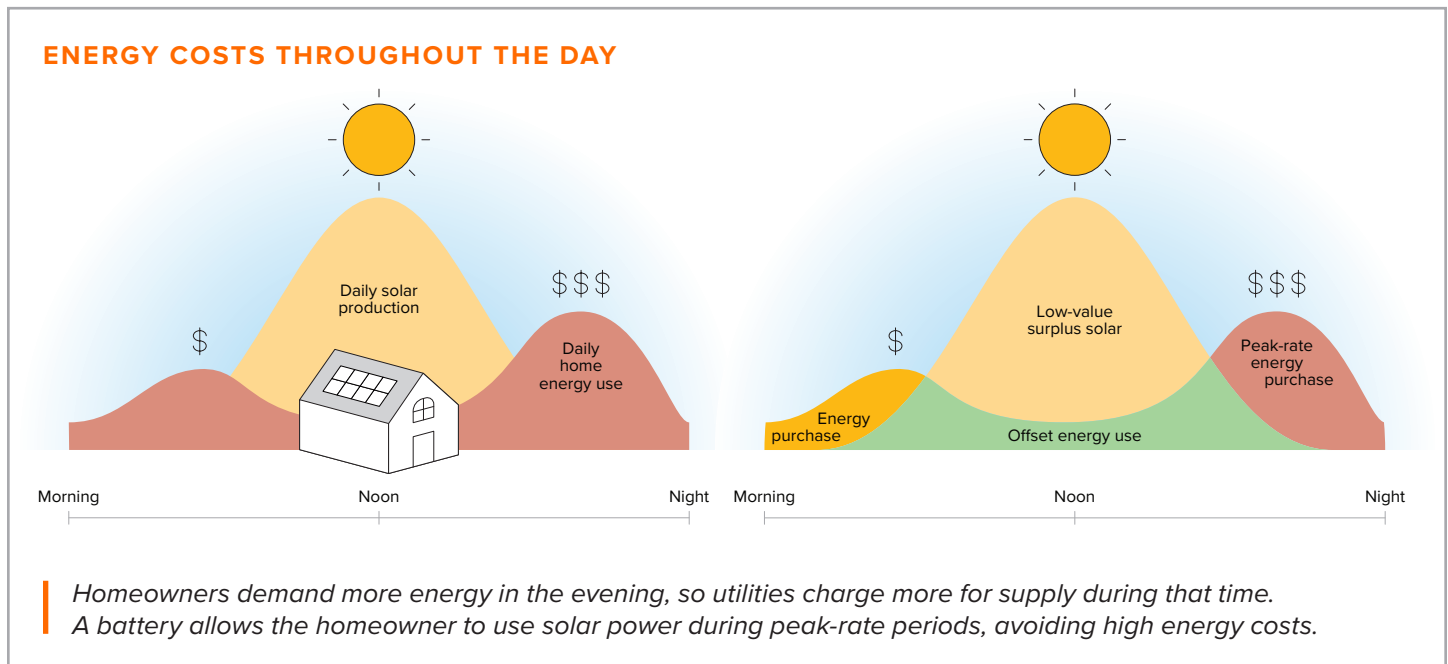 ENERGY COSTS THROUGHOUT THE DAY
$
Daily solar
production
$$$
Daily
home
energy use
Morning
Noon
Night
$
Low-value
surplus solar
$$$
Peak-rate
energy
purchase
Energy
purchase
Offset energy use
Morning
Noon
Night
Homeowners demand more energy in the evening, so utilities charge more for supply during that time.
A battery allows the homeowner to use solar power during peak-rate periods, avoiding high energy costs.